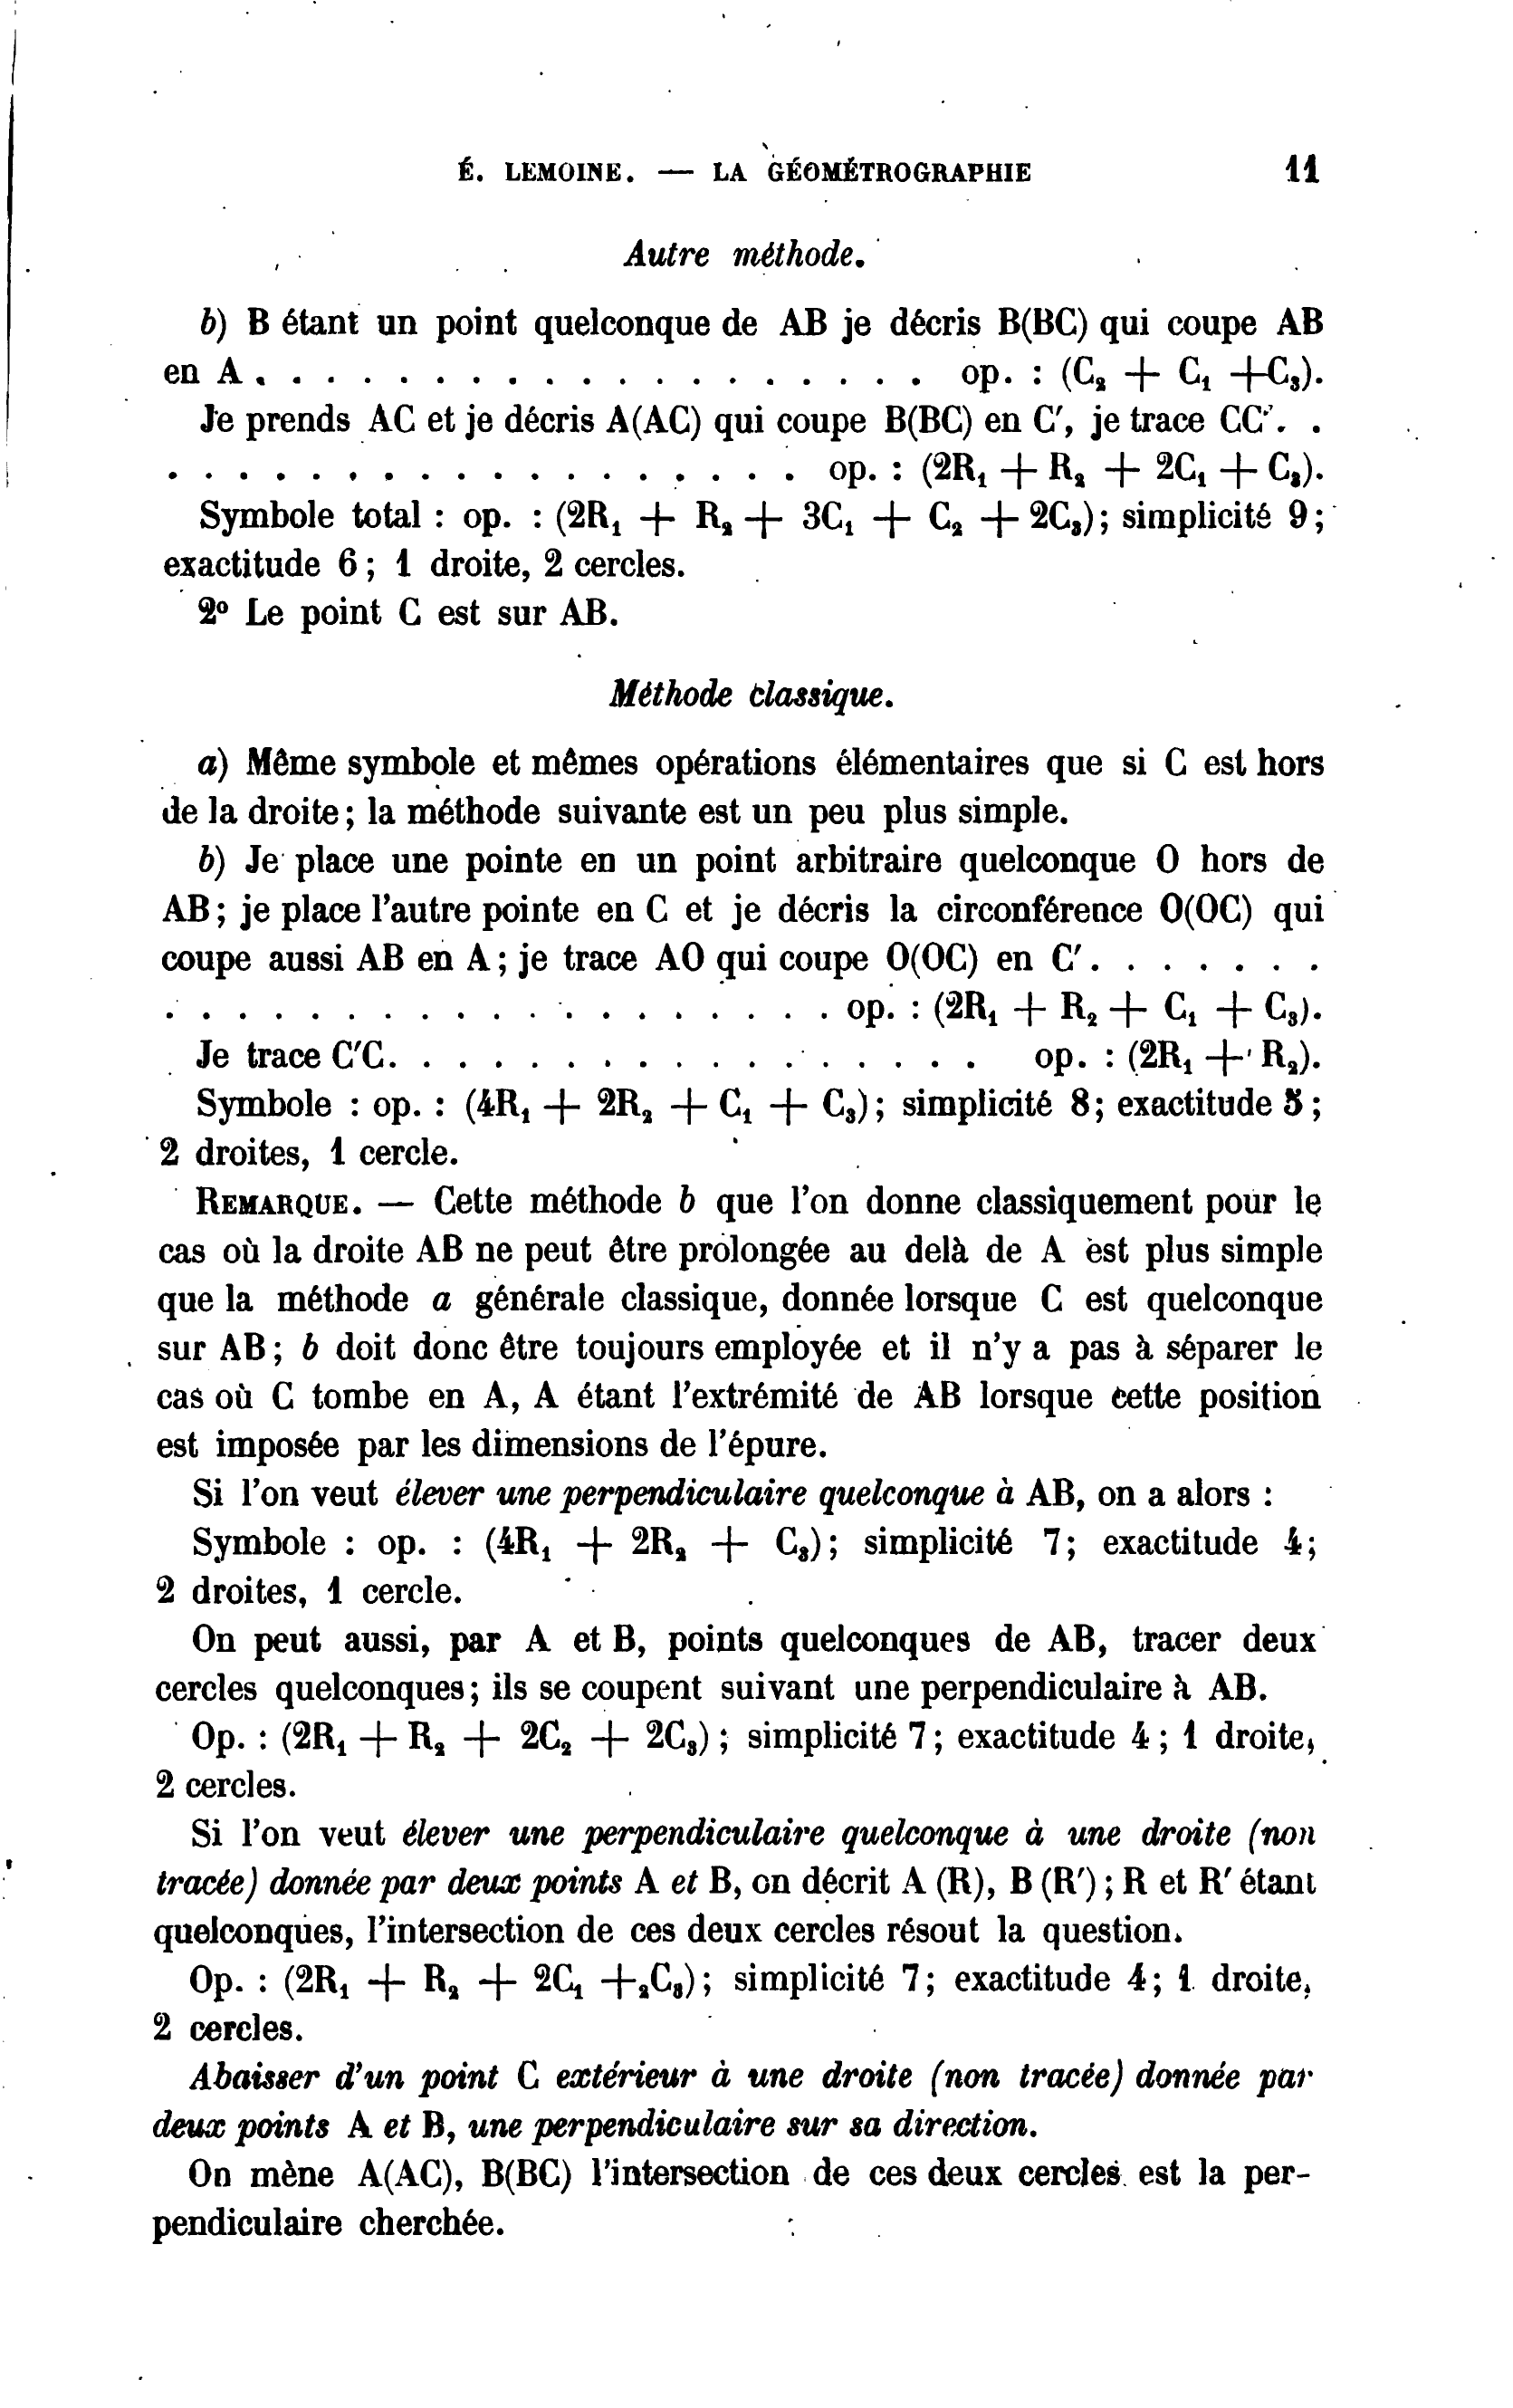 É. LEMOINE. — LA GÉOMÉTROGRAPHIE 11
Autre méthode.
b) B étant un point quelconque de AB je décris B(BC) qui coupe AB
en A . . . . . . . . . . . . . . . . . . . op. : (C₂ + C₁ + C₃).
Je prends AC et je décris A(AC) qui coupe B(BC) en C′, je trace CC′. .
. . . . . . . . . . . . . . . . . . op. : (2R₁ + R₂ + 2C₁ + C₃).
Symbole total : op. : (2R₁ + R₂ + 3C₁ + C₂ + 2C₃); simplicité 9;
exactitude 6; 1 droite, 2 cercles.
2º Le point C est sur AB.
Méthode classique.
a) Même symbole et mêmes opérations élémentaires que si C est hors
de la droite; la méthode suivante est un peu plus simple.
b) Je place une pointe en un point arbitraire quelconque O hors de
AB; je place l'autre pointe en C et je décris la circonférence O(OC) qui
coupe aussi AB en A; je trace AO qui coupe O(OC) en C′. . . . . . .
. . . . . . . . . . . . . . . . . . . op. : (2R₁ + R₂ + C₁ + C₃).
Je trace C′C. . . . . . . . . . . . . . . . . op. : (2R₁ + R₂).
Symbole : op. : (4R₁ + 2R₂ + C₁ + C₃); simplicité 8; exactitude 5;
2 droites, 1 cercle.
REMARQUE. — Cette méthode b que l'on donne classiquement pour le
cas où la droite AB ne peut être prolongée au delà de A est plus simple
que la méthode a générale classique, donnée lorsque C est quelconque
sur AB; b doit donc être toujours employée et il n'y a pas à séparer le
cas où C tombe en A, A étant l'extrémité de AB lorsque cette position
est imposée par les dimensions de l'épure.
Si l'on veut élever une perpendiculaire quelconque à AB, on a alors :
Symbole : op. : (4R₁ + 2R₂ + C₃); simplicité 7; exactitude 4;
2 droites, 1 cercle.
On peut aussi, par A et B, points quelconques de AB, tracer deux
cercles quelconques; ils se coupent suivant une perpendiculaire à AB.
Op. : (2R₁ + R₂ + 2C₂ + 2C₃); simplicité 7; exactitude 4; 1 droite,
2 cercles.
Si l'on veut élever une perpendiculaire quelconque à une droite (non
tracée) donnée par deux points A et B, on décrit A (R), B (R′); R et R′ étant
quelconques, l'intersection de ces deux cercles résout la question.
Op. : (2R₁ + R₂ + 2C₁ +₂C₃); simplicité 7; exactitude 4; 1 droite,
2 cercles.
Abaisser d'un point C extérieur à une droite (non tracée) donnée par
deux points A et B, une perpendiculaire sur sa direction.
On mène A(AC), B(BC) l'intersection de ces deux cercles est la per-
pendiculaire cherchée.